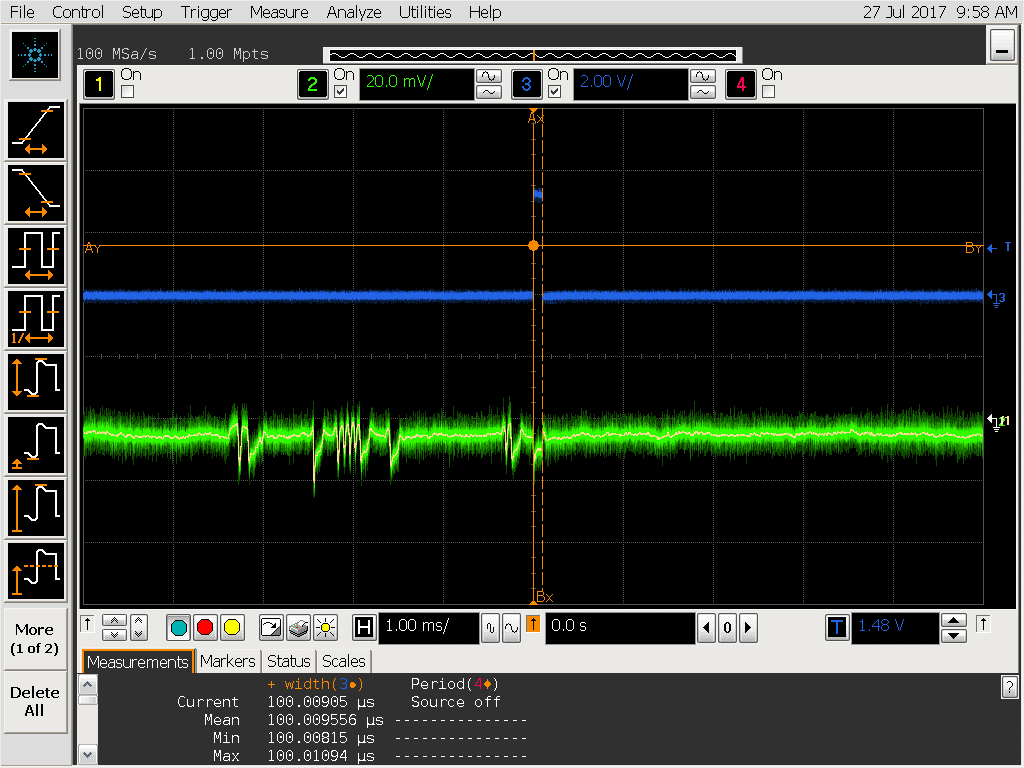 File Control Setup Trigger Measure Analyze Utilities Help 27 Jul 2017 9:58 AM
100 MSa/s 1.00 Mpts
1 On 2 On 20.0 mV/ 3 On 2.00 V/ 4 On
Ax
Ay By T
3
1/
Bx
More
(1 of 2)
H 1.00 ms/ 0.0 s 0 T 1.48 V
Delete
All
Measurements Markers Status Scales
+ width(3) Period(4) ?
Current 100.00905 µs Source off
Mean 100.009556 µs ---------------
Min 100.00815 µs ---------------
Max 100.01094 µs ---------------